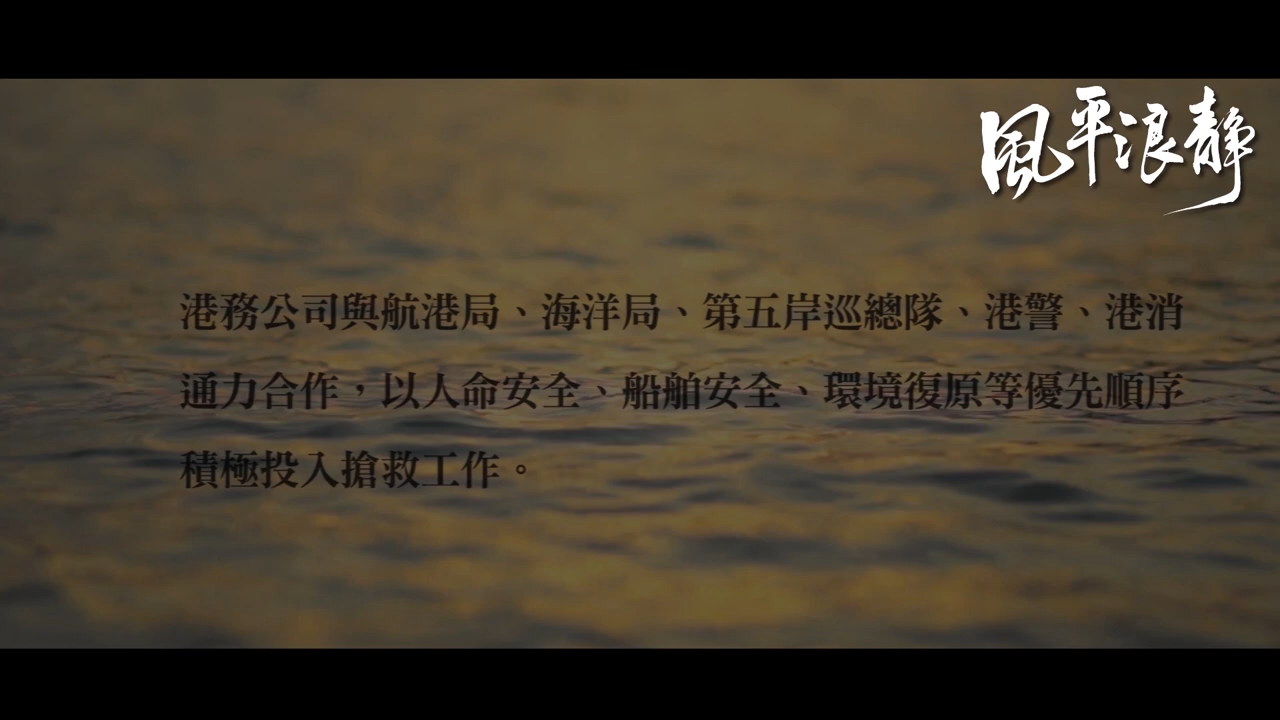 風平浪靜
港務公司與航港局、海洋局、第五岸巡總隊、港警、港消
通力合作，以人命安全、船舶安全、環境復原等優先順序
積極投入搶救工作。